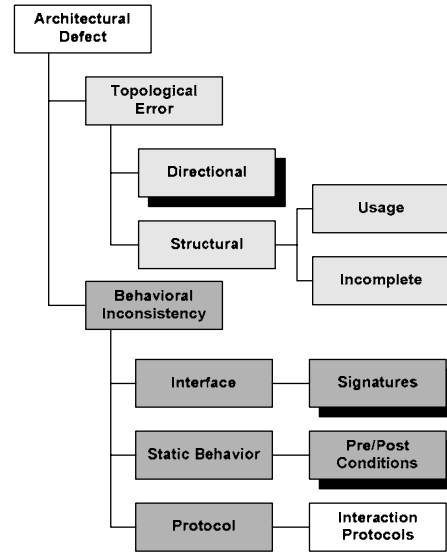 Architectural
Defect
Topological
Error
Directional
Usage
Structural
Incomplete
Behavioral
Inconsistency
Interface
Signatures
Static Behavior
Pre/Post
Conditions
Protocol
Interaction
Protocols